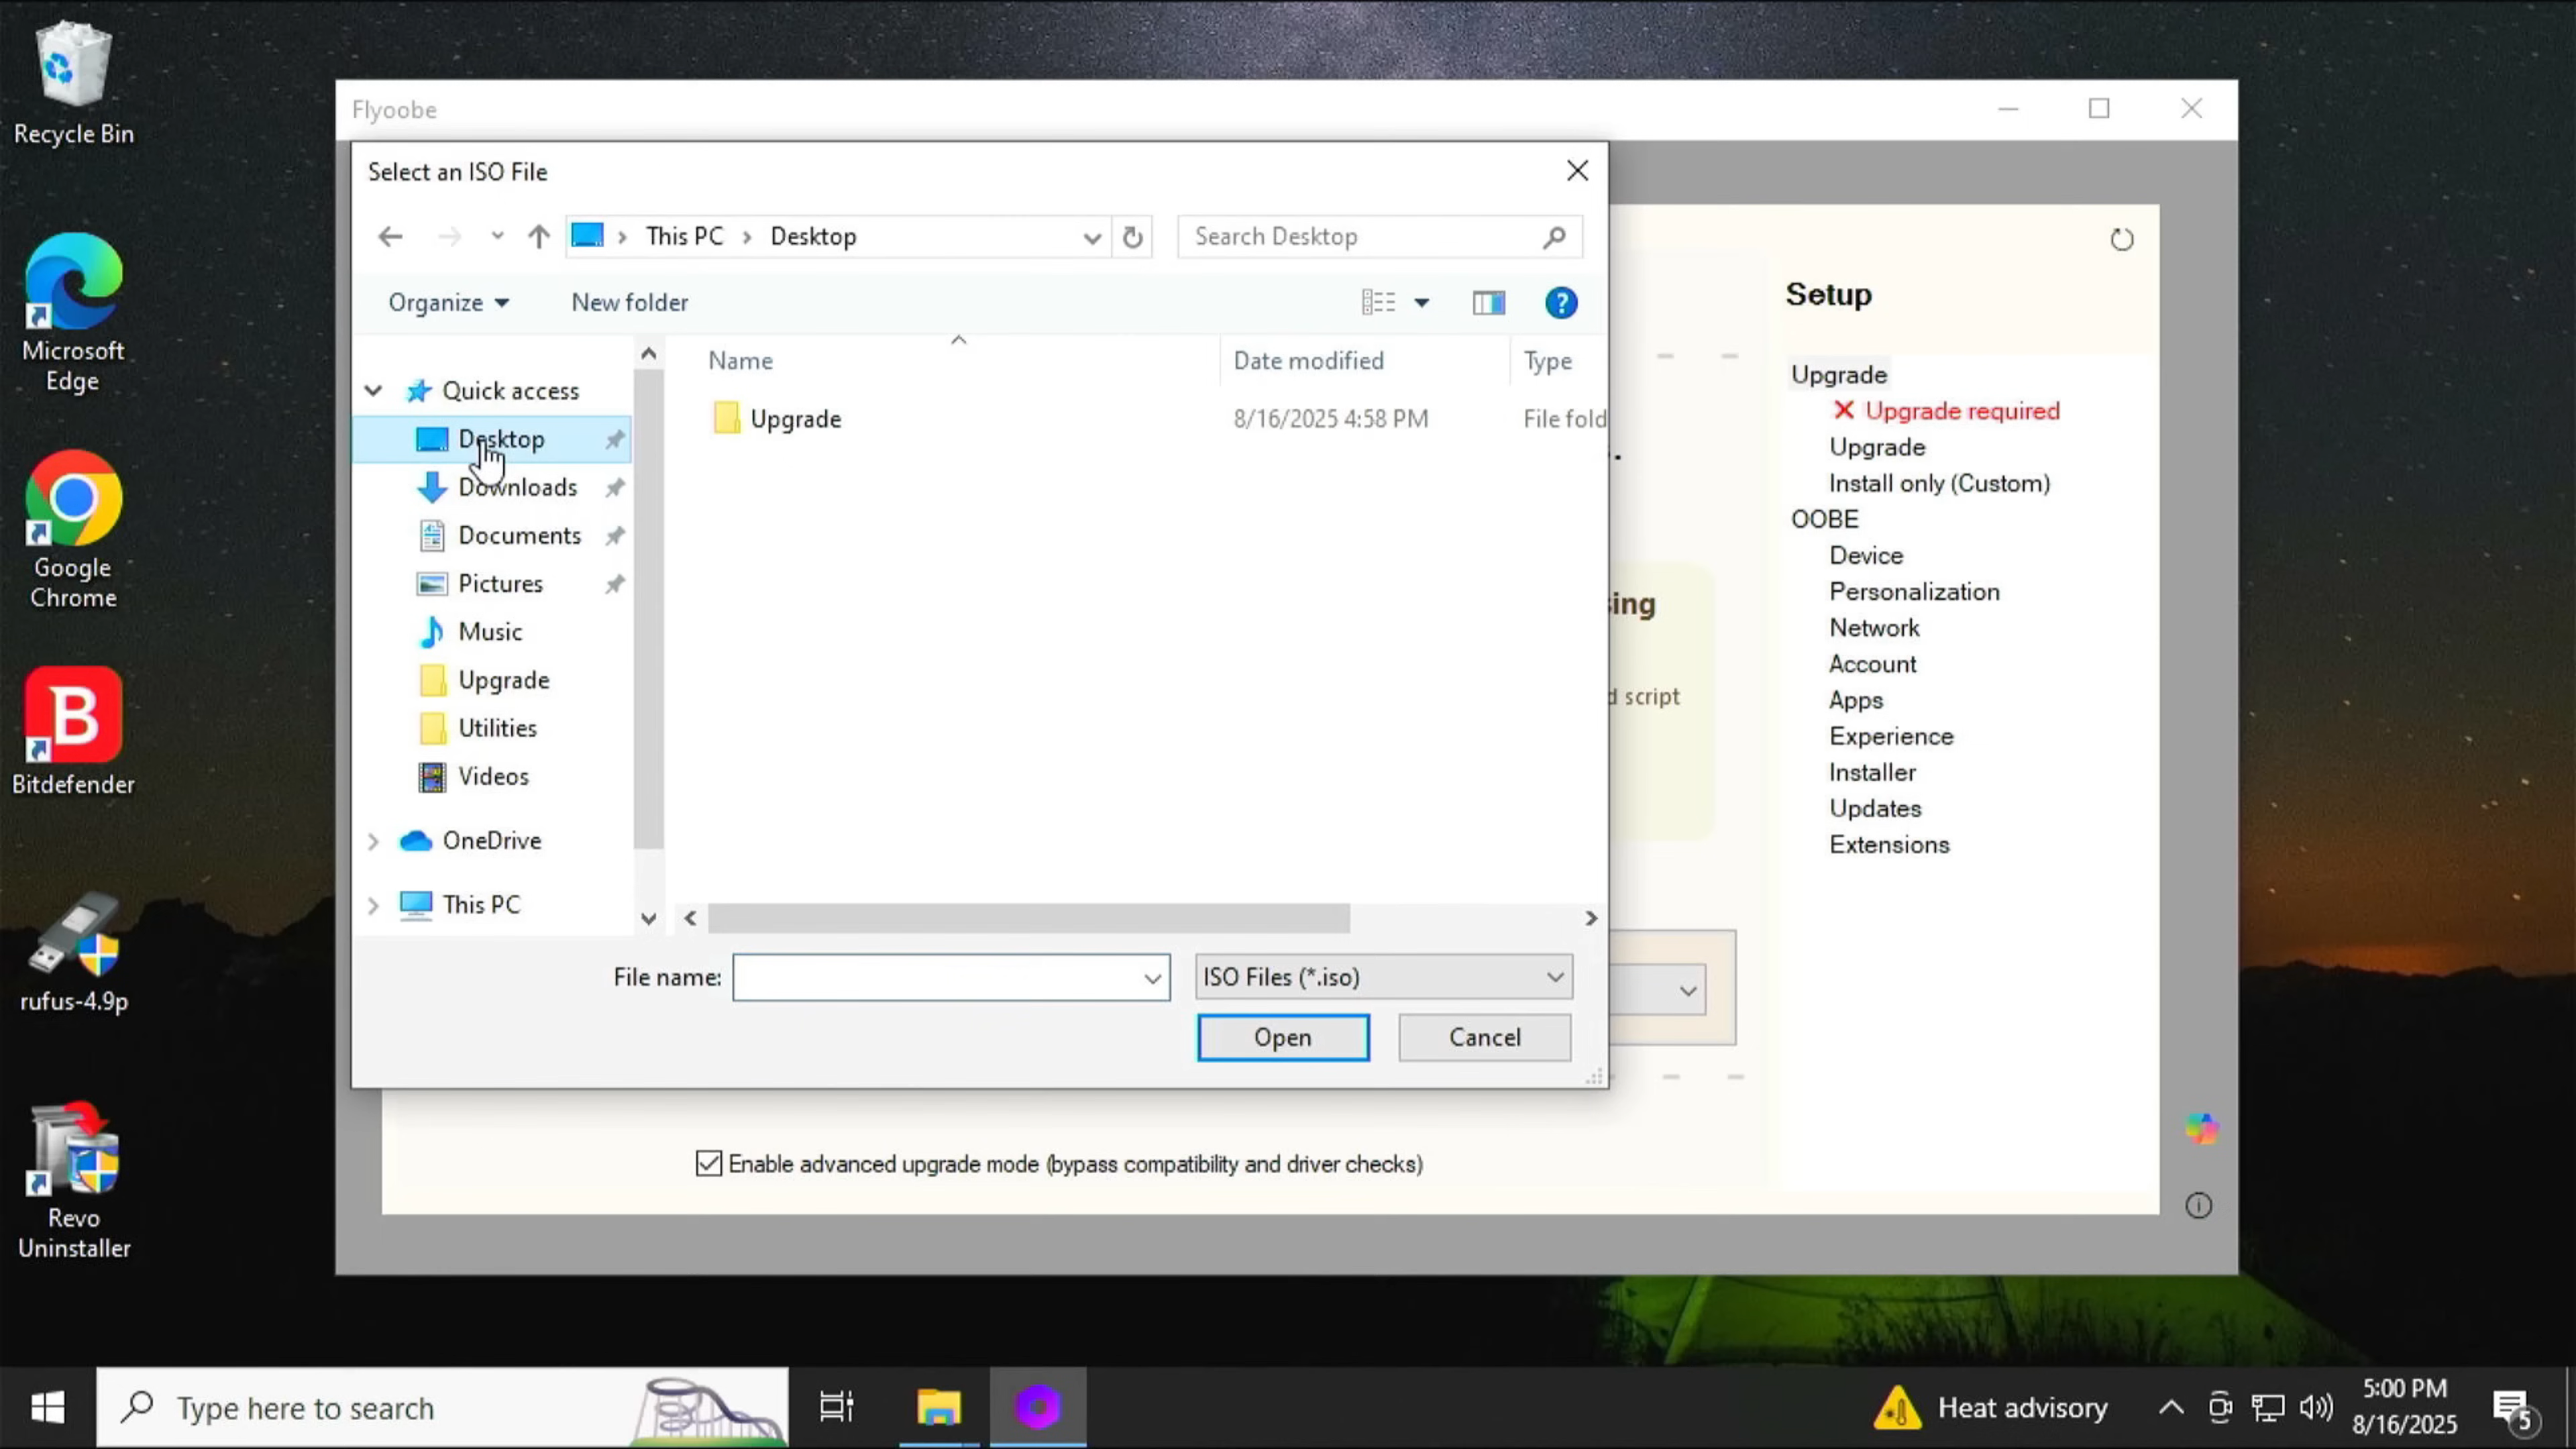 Recycle Bin
Microsoft
Edge
Google
Chrome
Bitdefender
rufus-4.9p
Revo
Uninstaller
Flyoobe
Select an ISO File
This PC
Desktop
Search Desktop
Organize
New folder
Name
Date modified
Type
Quick access
Desktop
Downloads
Documents
Pictures
Music
Upgrade
Utilities
Videos
OneDrive
This PC
Upgrade
8/16/2025 4:58 PM
File fold
File name:
ISO Files (*.iso)
Open
Cancel
script
Enable advanced upgrade mode (bypass compatibility and driver checks)
Setup
Upgrade
Upgrade required
Upgrade
Install only (Custom)
OOBE
Device
Personalization
Network
Account
Apps
Experience
Installer
Updates
Extensions
Type here to search
Heat advisory
5:00 PM
8/16/2025
5